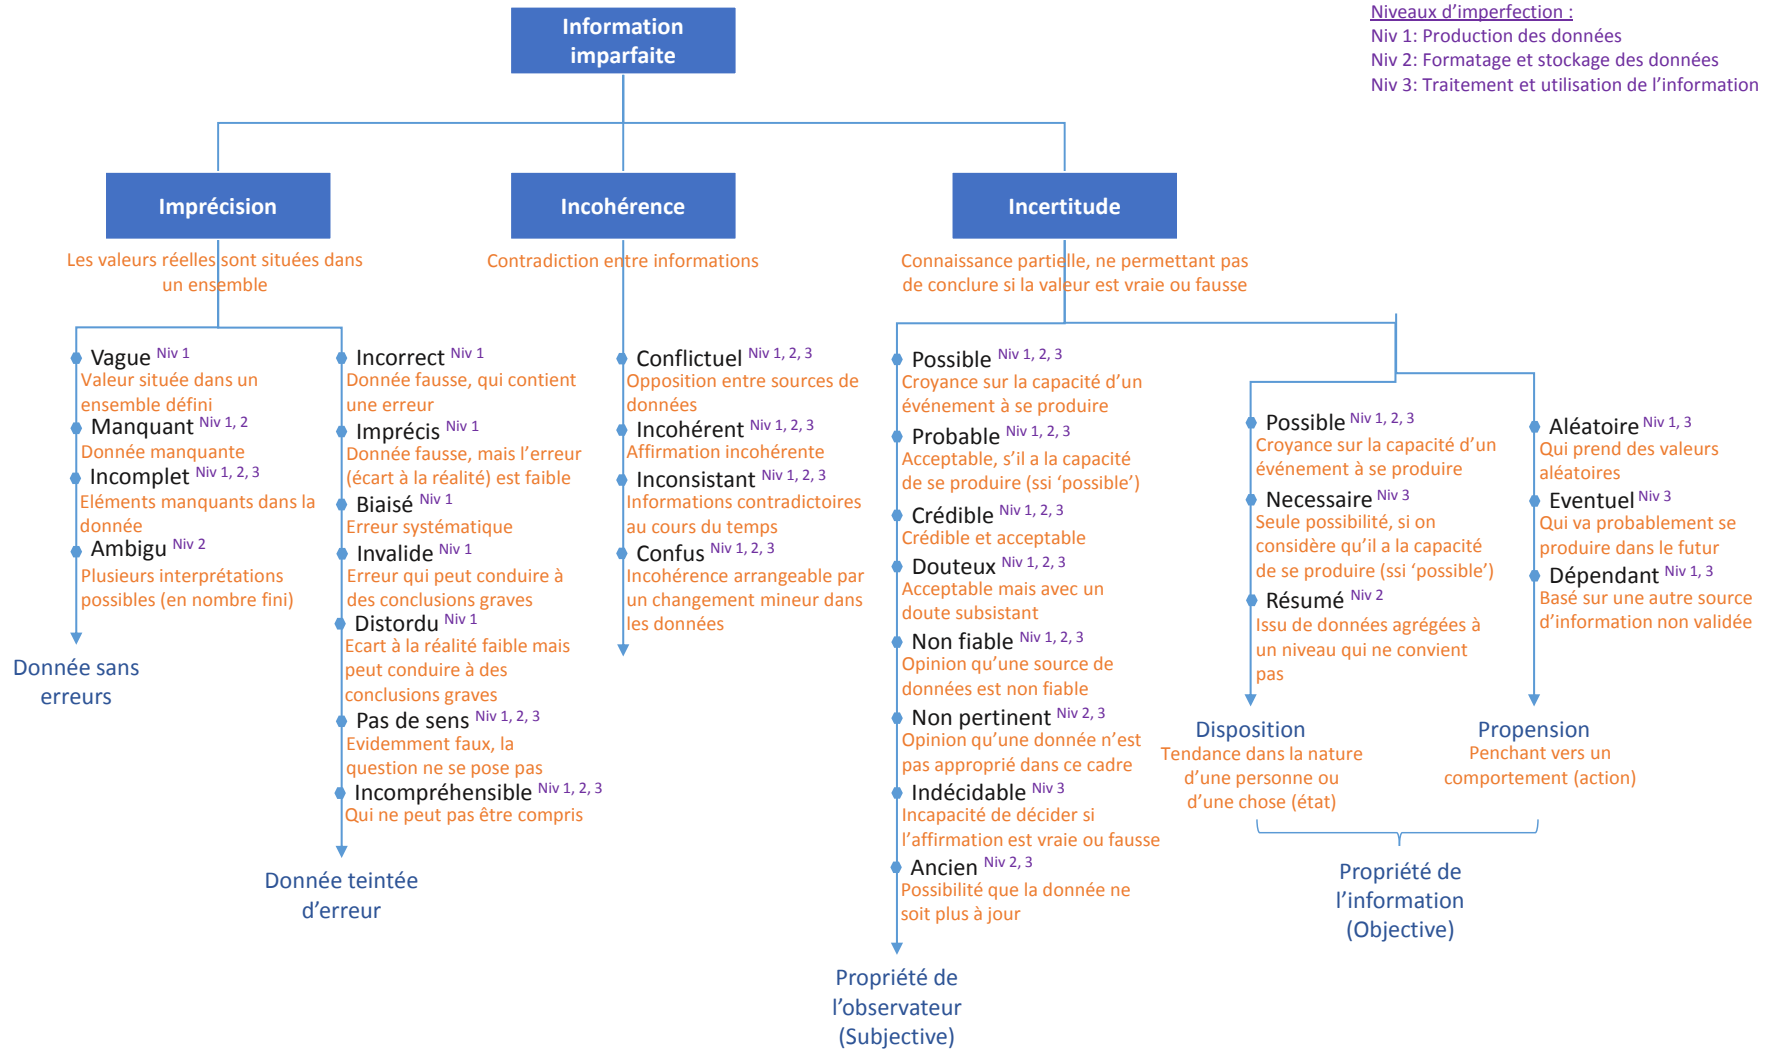 Information
imparfaite
Niveaux d'imperfection :
Niv 1: Production des données
Niv 2: Formatage et stockage des données
Niv 3: Traitement et utilisation de l'information
Imprécision
Les valeurs réelles sont situées dans
un ensemble
Vague Niv 1
Valeur située dans un
ensemble défini
Manquant Niv 1, 2
Donnée manquante
Incomplet Niv 1, 2, 3
Eléments manquants dans la
donnée
Ambigu Niv 2
Plusieurs interprétations
possibles (en nombre fini)
Donnée sans
erreurs
Incorrect Niv 1
Donnée fausse, qui contient
une erreur
Imprécis Niv 1
Donnée fausse, mais l'erreur
(écart à la réalité) est faible
Biaisé Niv 1
Erreur systématique
Invalide Niv 1
Erreur qui peut conduire à
des conclusions graves
Distordu Niv 1
Ecart à la réalité faible mais
peut conduire à des
conclusions graves
Pas de sens Niv 1, 2, 3
Evidemment faux, la
question ne se pose pas
Incompréhensible Niv 1, 2, 3
Qui ne peut pas être compris
Donnée teintée
d'erreur
Incohérence
Contradiction entre informations
Conflictuel Niv 1, 2, 3
Opposition entre sources de
données
Incohérent Niv 1, 2, 3
Affirmation incohérente
Inconsistant Niv 1, 2, 3
Informations contradictoires
au cours du temps
Confus Niv 1, 2, 3
Incohérence arrangeable par
un changement mineur dans
les données
Incertitude
Connaissance partielle, ne permettant pas
de conclure si la valeur est vraie ou fausse
Possible Niv 1, 2, 3
Croyance sur la capacité d'un
événement à se produire
Probable Niv 1, 2, 3
Acceptable, s'il a la capacité
de se produire (ssi 'possible')
Crédible Niv 1, 2, 3
Crédible et acceptable
Douteux Niv 1, 2, 3
Acceptable mais avec un
doute subsistant
Non fiable Niv 1, 2, 3
Opinion qu'une source de
données est non fiable
Non pertinent Niv 2, 3
Opinion qu'une donnée n'est
pas approprié dans ce cadre
Indécidable Niv 3
Incapacité de décider si
l'affirmation est vraie ou fausse
Ancien Niv 2, 3
Possibilité que la donnée ne
soit plus à jour
Propriété de
l'observateur
(Subjective)
Possible Niv 1, 2, 3
Croyance sur la capacité d'un
événement à se produire
Necessaire Niv 3
Seule possibilité, si on
considère qu'il a la capacité
de se produire (ssi 'possible')
Résumé Niv 2
Issu de données agrégées à
un niveau qui ne convient
pas
Disposition
Tendance dans la nature
d'une personne ou
d'une chose (état)
Aléatoire Niv 1, 3
Qui prend des valeurs
aléatoires
Eventuel Niv 3
Qui va probablement se
produire dans le futur
Dépendant Niv 1, 3
Basé sur une autre source
d'information non validée
Propension
Penchant vers un
comportement (action)
Propriété de
l'information
(Objective)